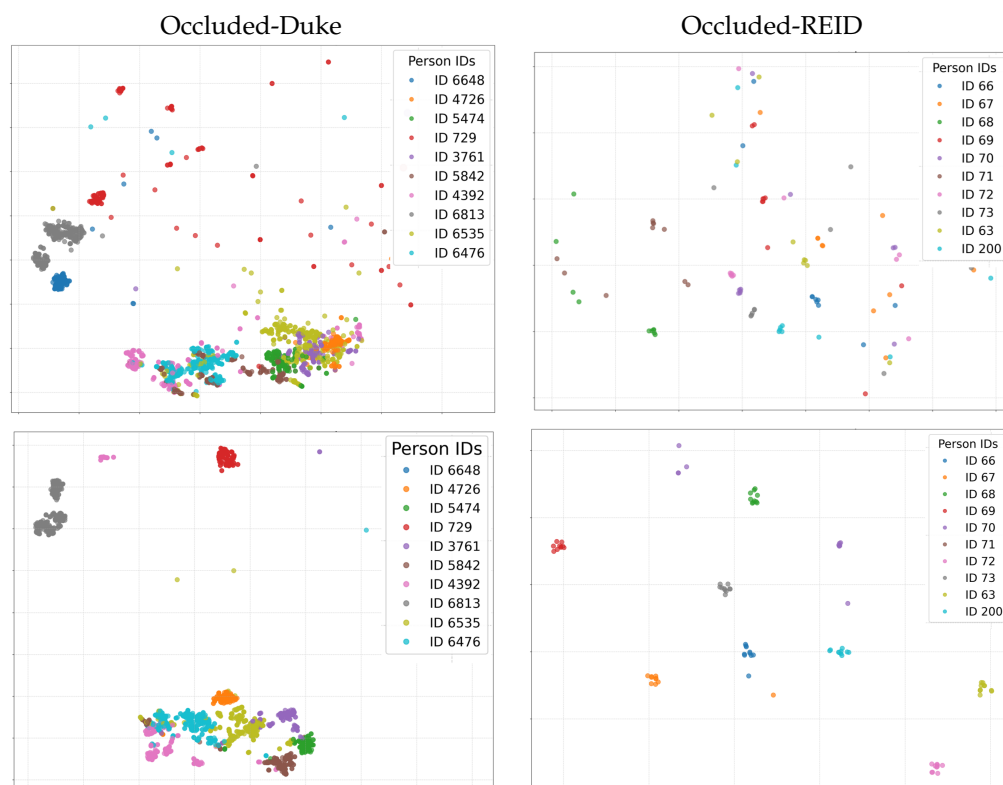 Occluded-Duke
Occluded-REID
Person IDs
ID 6648
ID 4726
ID 5474
ID 729
ID 3761
ID 5842
ID 4392
ID 6813
ID 6535
ID 6476
Person IDs
ID 66
ID 67
ID 68
ID 69
ID 70
ID 71
ID 72
ID 73
ID 63
ID 200
Person IDs
ID 6648
ID 4726
ID 5474
ID 729
ID 3761
ID 5842
ID 4392
ID 6813
ID 6535
ID 6476
Person IDs
ID 66
ID 67
ID 68
ID 69
ID 70
ID 71
ID 72
ID 73
ID 63
ID 200